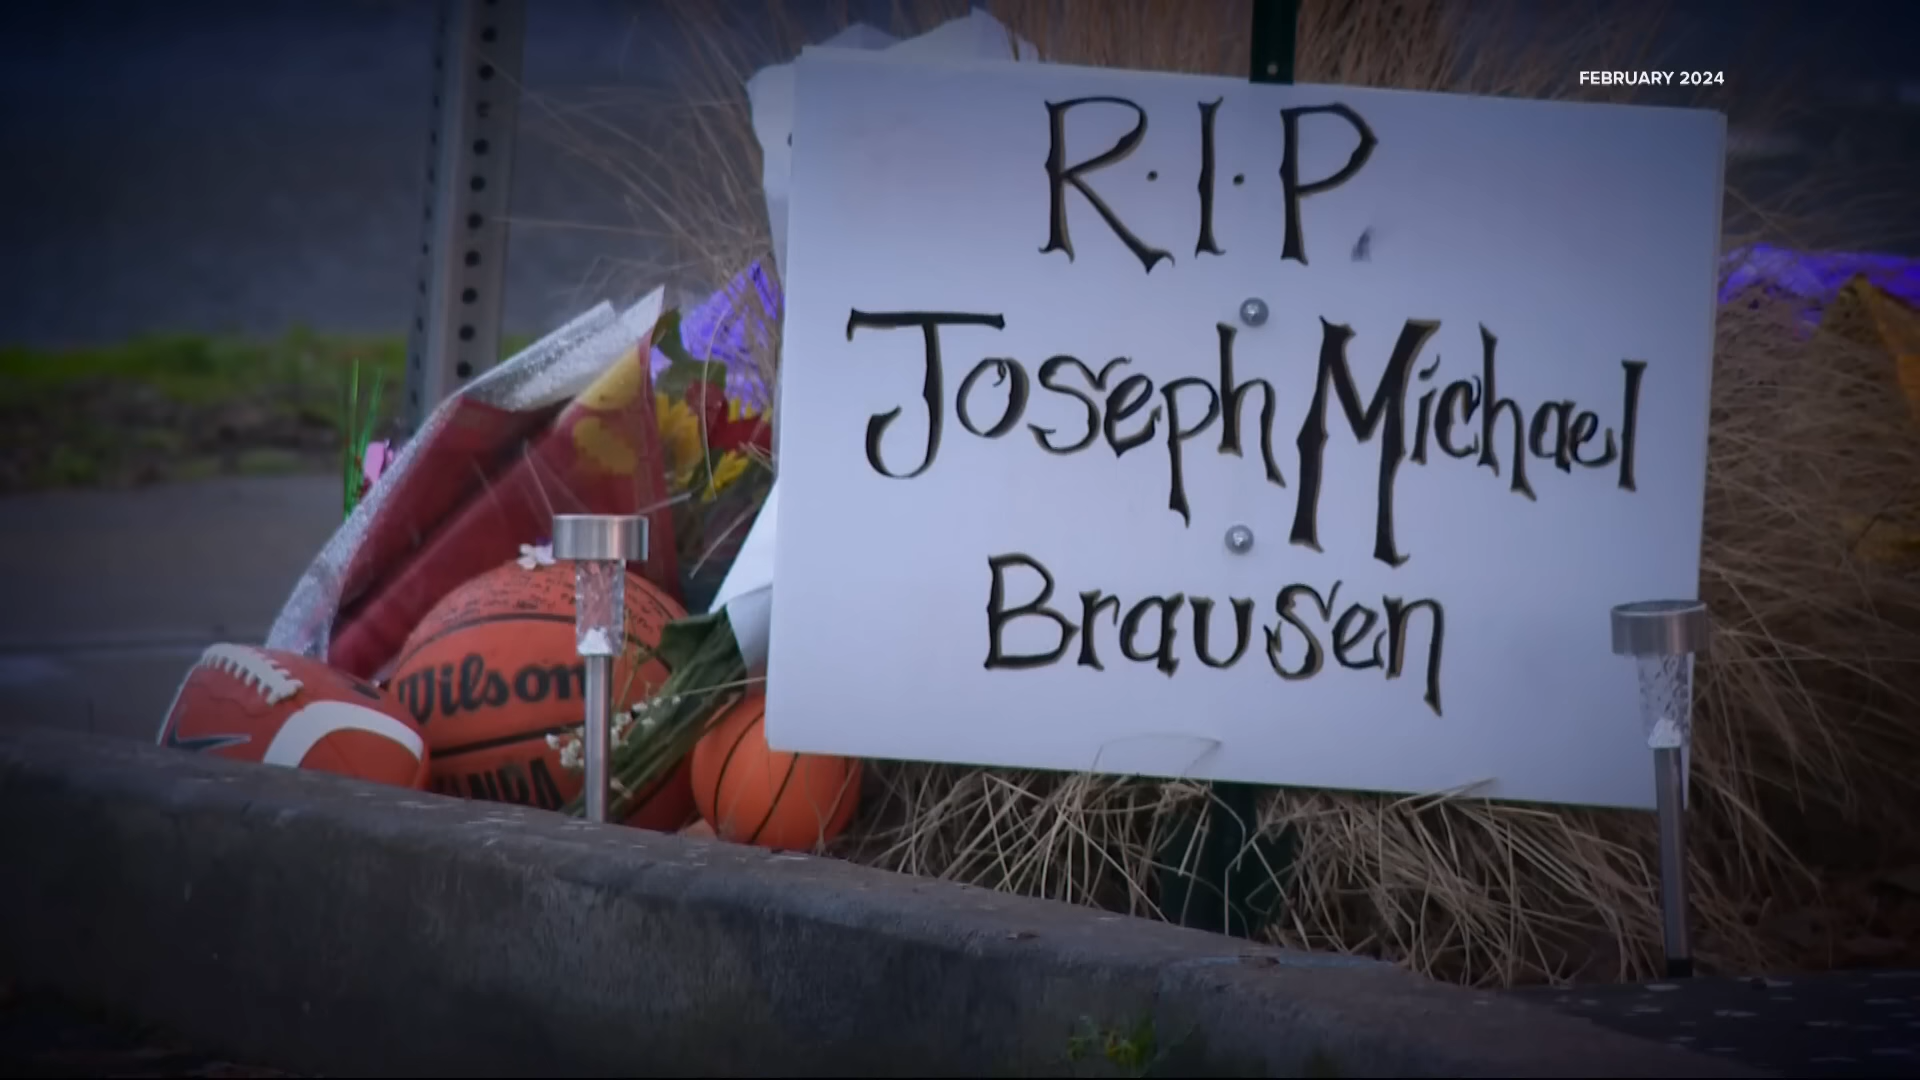 FEBRUARY 2024
R.I.P.
Joseph Michael
Brausen
Wilson